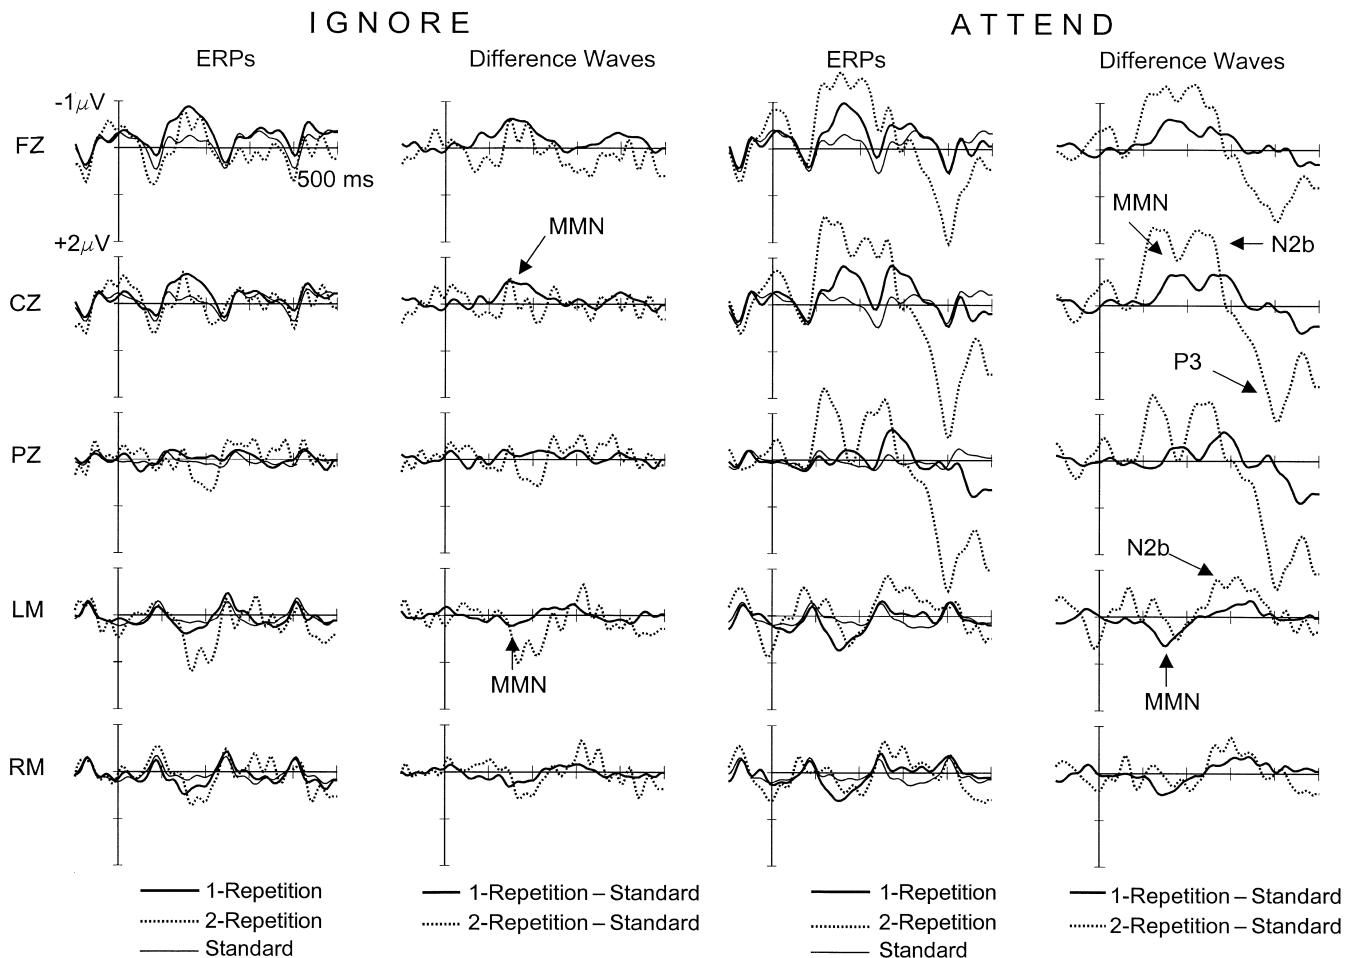 IGNORE ATTEND
ERPs Difference Waves ERPs Difference Waves
-1μV
FZ
500 ms
+2μV
MMN
MMN
N2b
CZ
P3
PZ
N2b
LM
MMN
MMN
RM
1-Repetition 1-Repetition – Standard 1-Repetition 1-Repetition – Standard
2-Repetition 2-Repetition – Standard 2-Repetition 2-Repetition – Standard
Standard Standard